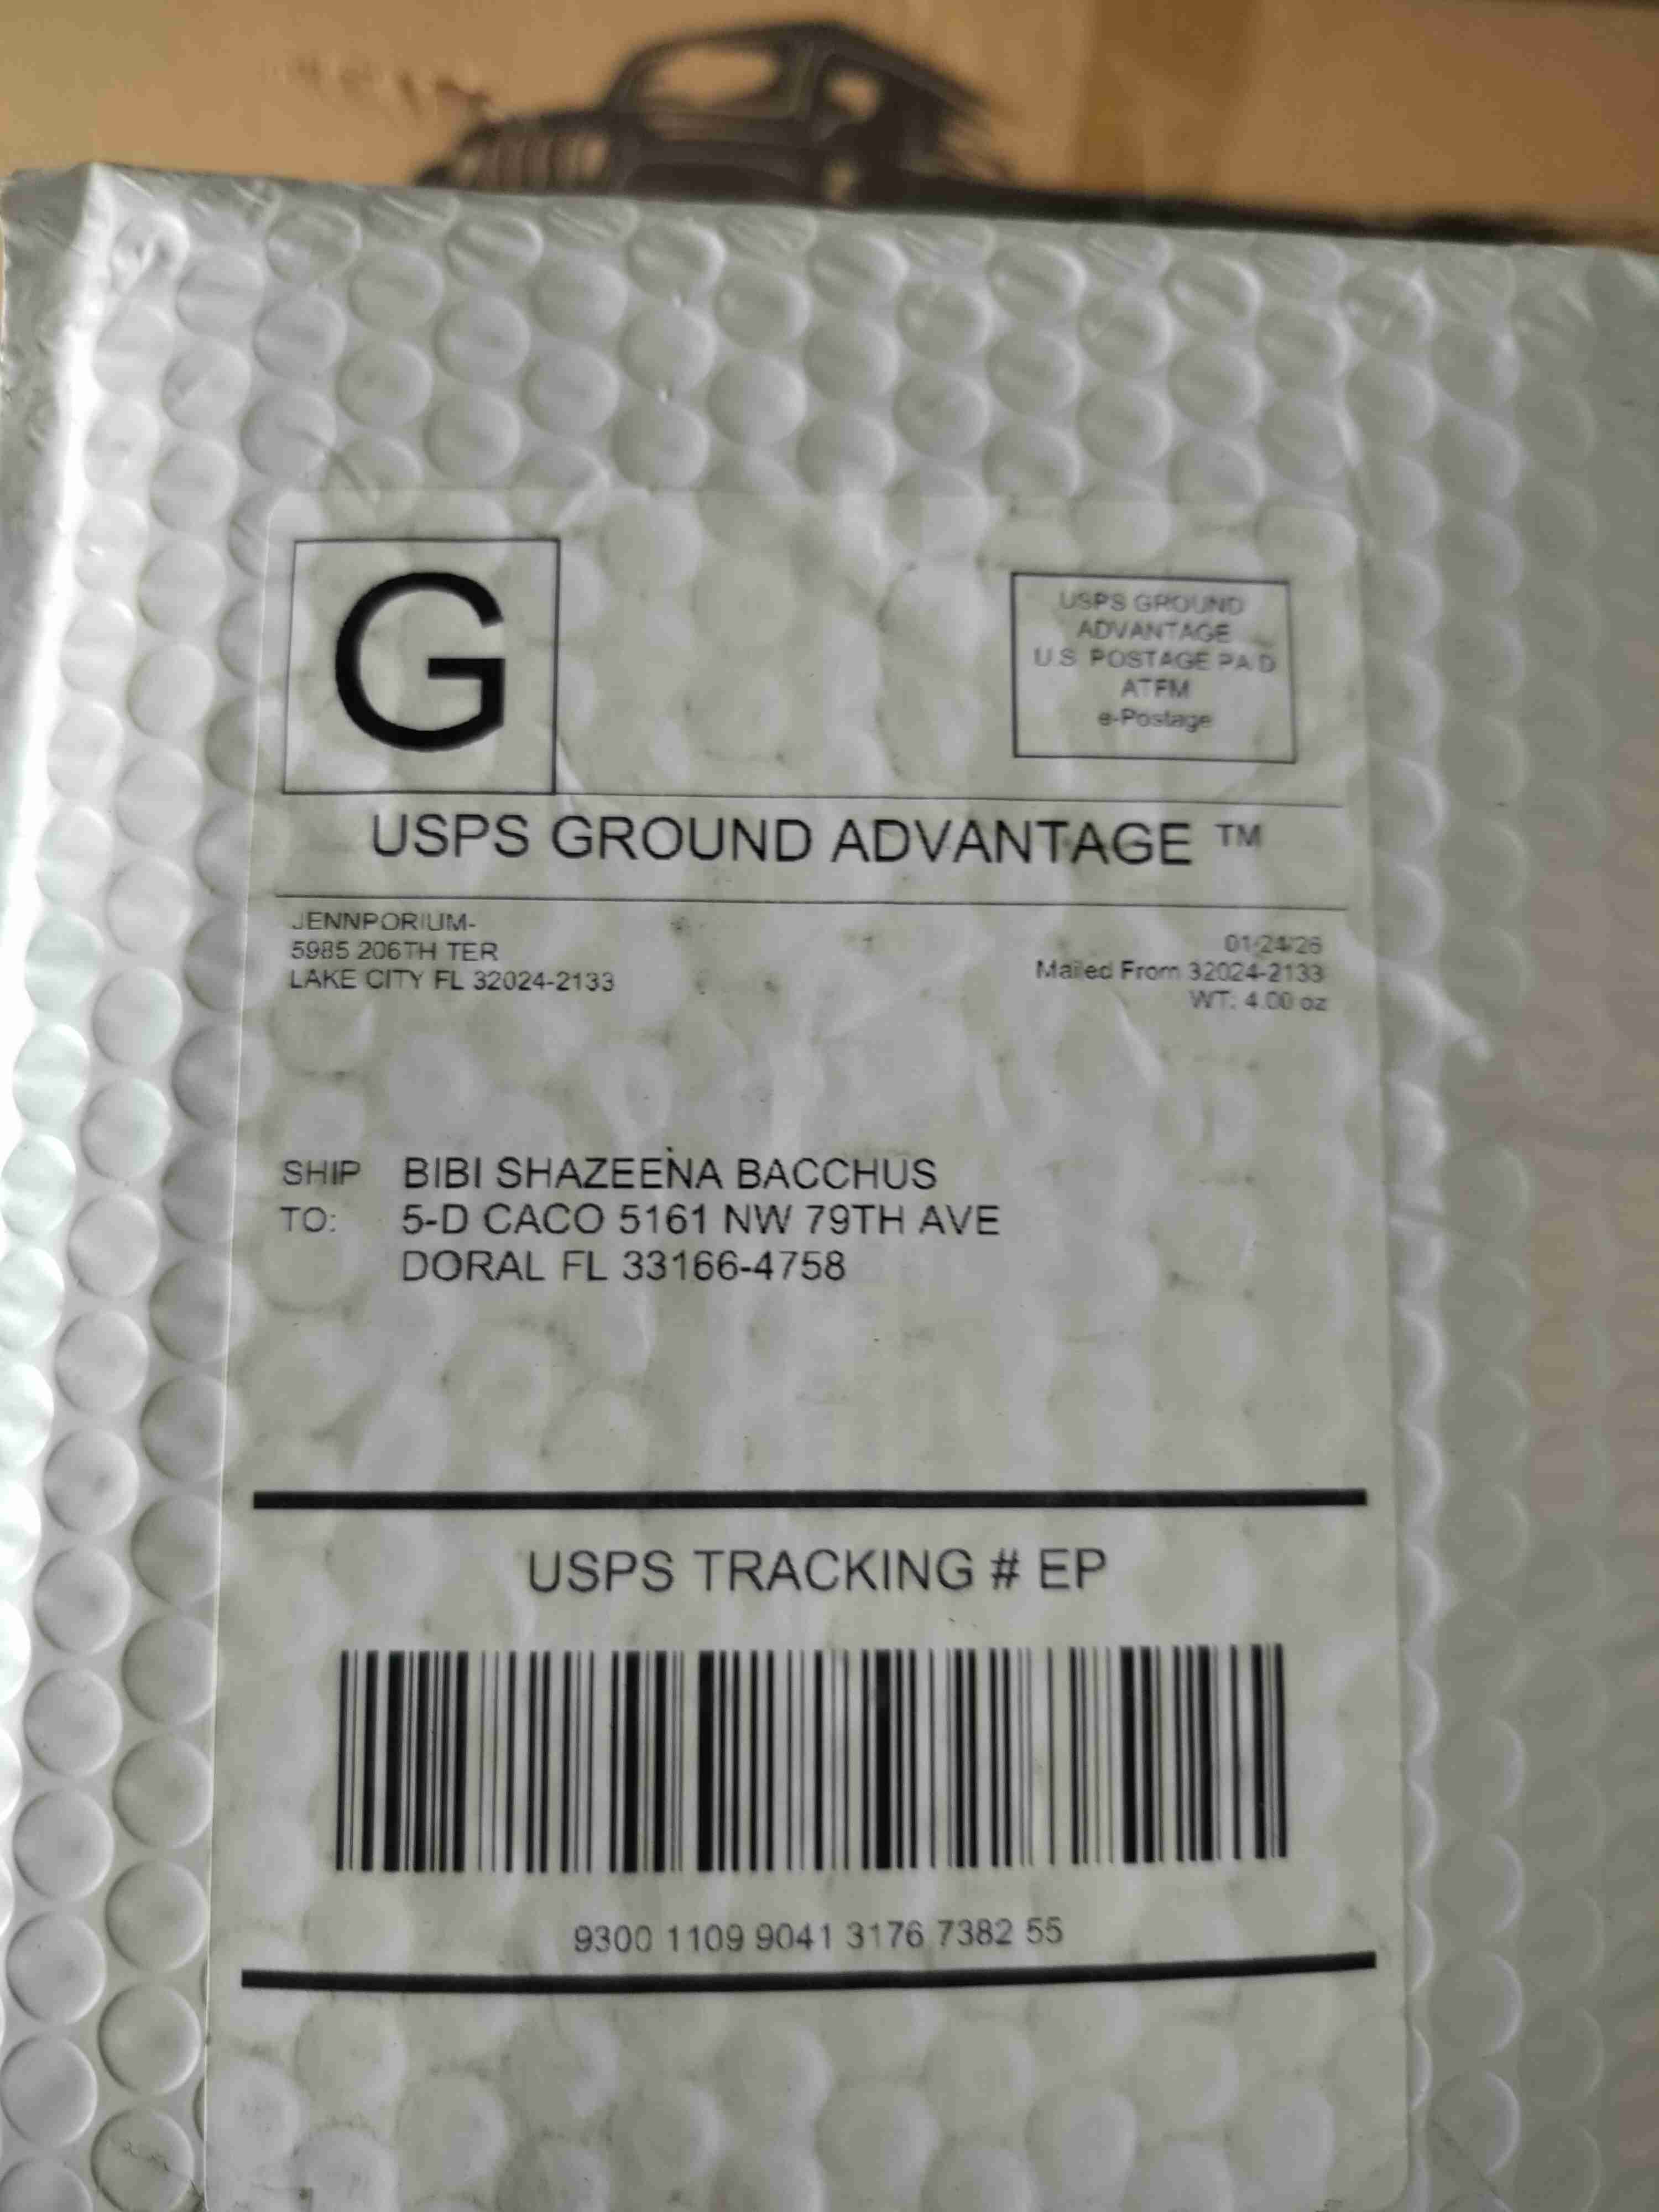 G
USPS GROUND
ADVANTAGE
U.S. POSTAGE PAID
ATFM
e-Postage
USPS GROUND ADVANTAGE ™
JENNPORIUM-
5985 206TH TER
LAKE CITY FL 32024-2133
01/24/26
Mailed From 32024-2133
WT: 4.00 oz
SHIP TO: BIBI SHAZEENA BACCHUS
5-D CACO 5161 NW 79TH AVE
DORAL FL 33166-4758
USPS TRACKING # EP
9300 1109 9041 3176 7382 55